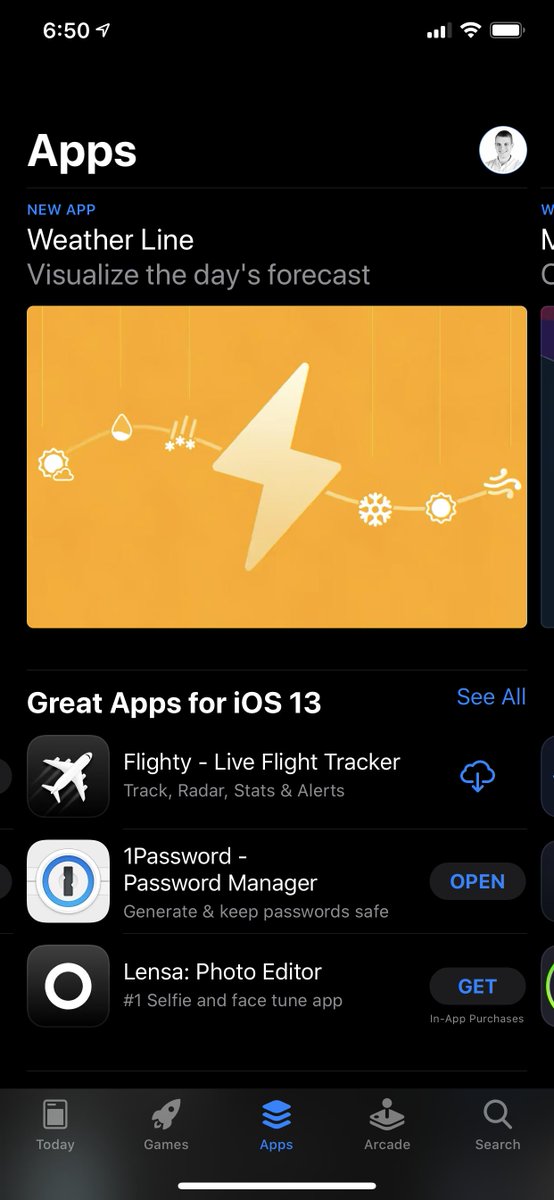 6:50
Apps
NEW APP
Weather Line
Visualize the day's forecast
Great Apps for iOS 13
See All
Flighty - Live Flight Tracker
Track, Radar, Stats & Alerts
1Password -
Password Manager
Generate & keep passwords safe
OPEN
Lensa: Photo Editor
#1 Selfie and face tune app
GET
In-App Purchases
Today
Games
Apps
Arcade
Search